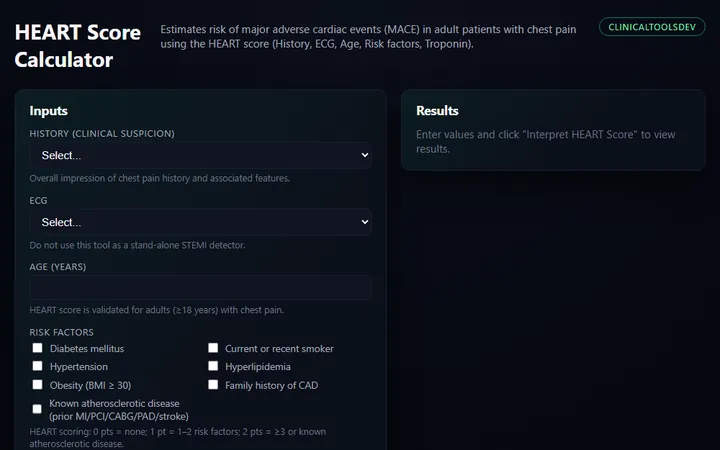 HEART Score
Calculator
Estimates risk of major adverse cardiac events (MACE) in adult patients with chest pain
using the HEART score (History, ECG, Age, Risk factors, Troponin).
CLINICALTOOLSDEV
Inputs
HISTORY (CLINICAL SUSPICION)
Select...
Overall impression of chest pain history and associated features.
ECG
Select...
Do not use this tool as a stand-alone STEMI detector.
AGE (YEARS)
HEART score is validated for adults (≥18 years) with chest pain.
RISK FACTORS
Diabetes mellitus
Current or recent smoker
Hypertension
Hyperlipidemia
Obesity (BMI ≥ 30)
Family history of CAD
Known atherosclerotic disease
(prior MI/PCI/CABG/PAD/stroke)
HEART scoring: 0 pts = none; 1 pt = 1–2 risk factors; 2 pts = ≥3 or known
atherosclerotic disease.
Results
Enter values and click "Interpret HEART Score" to view
results.